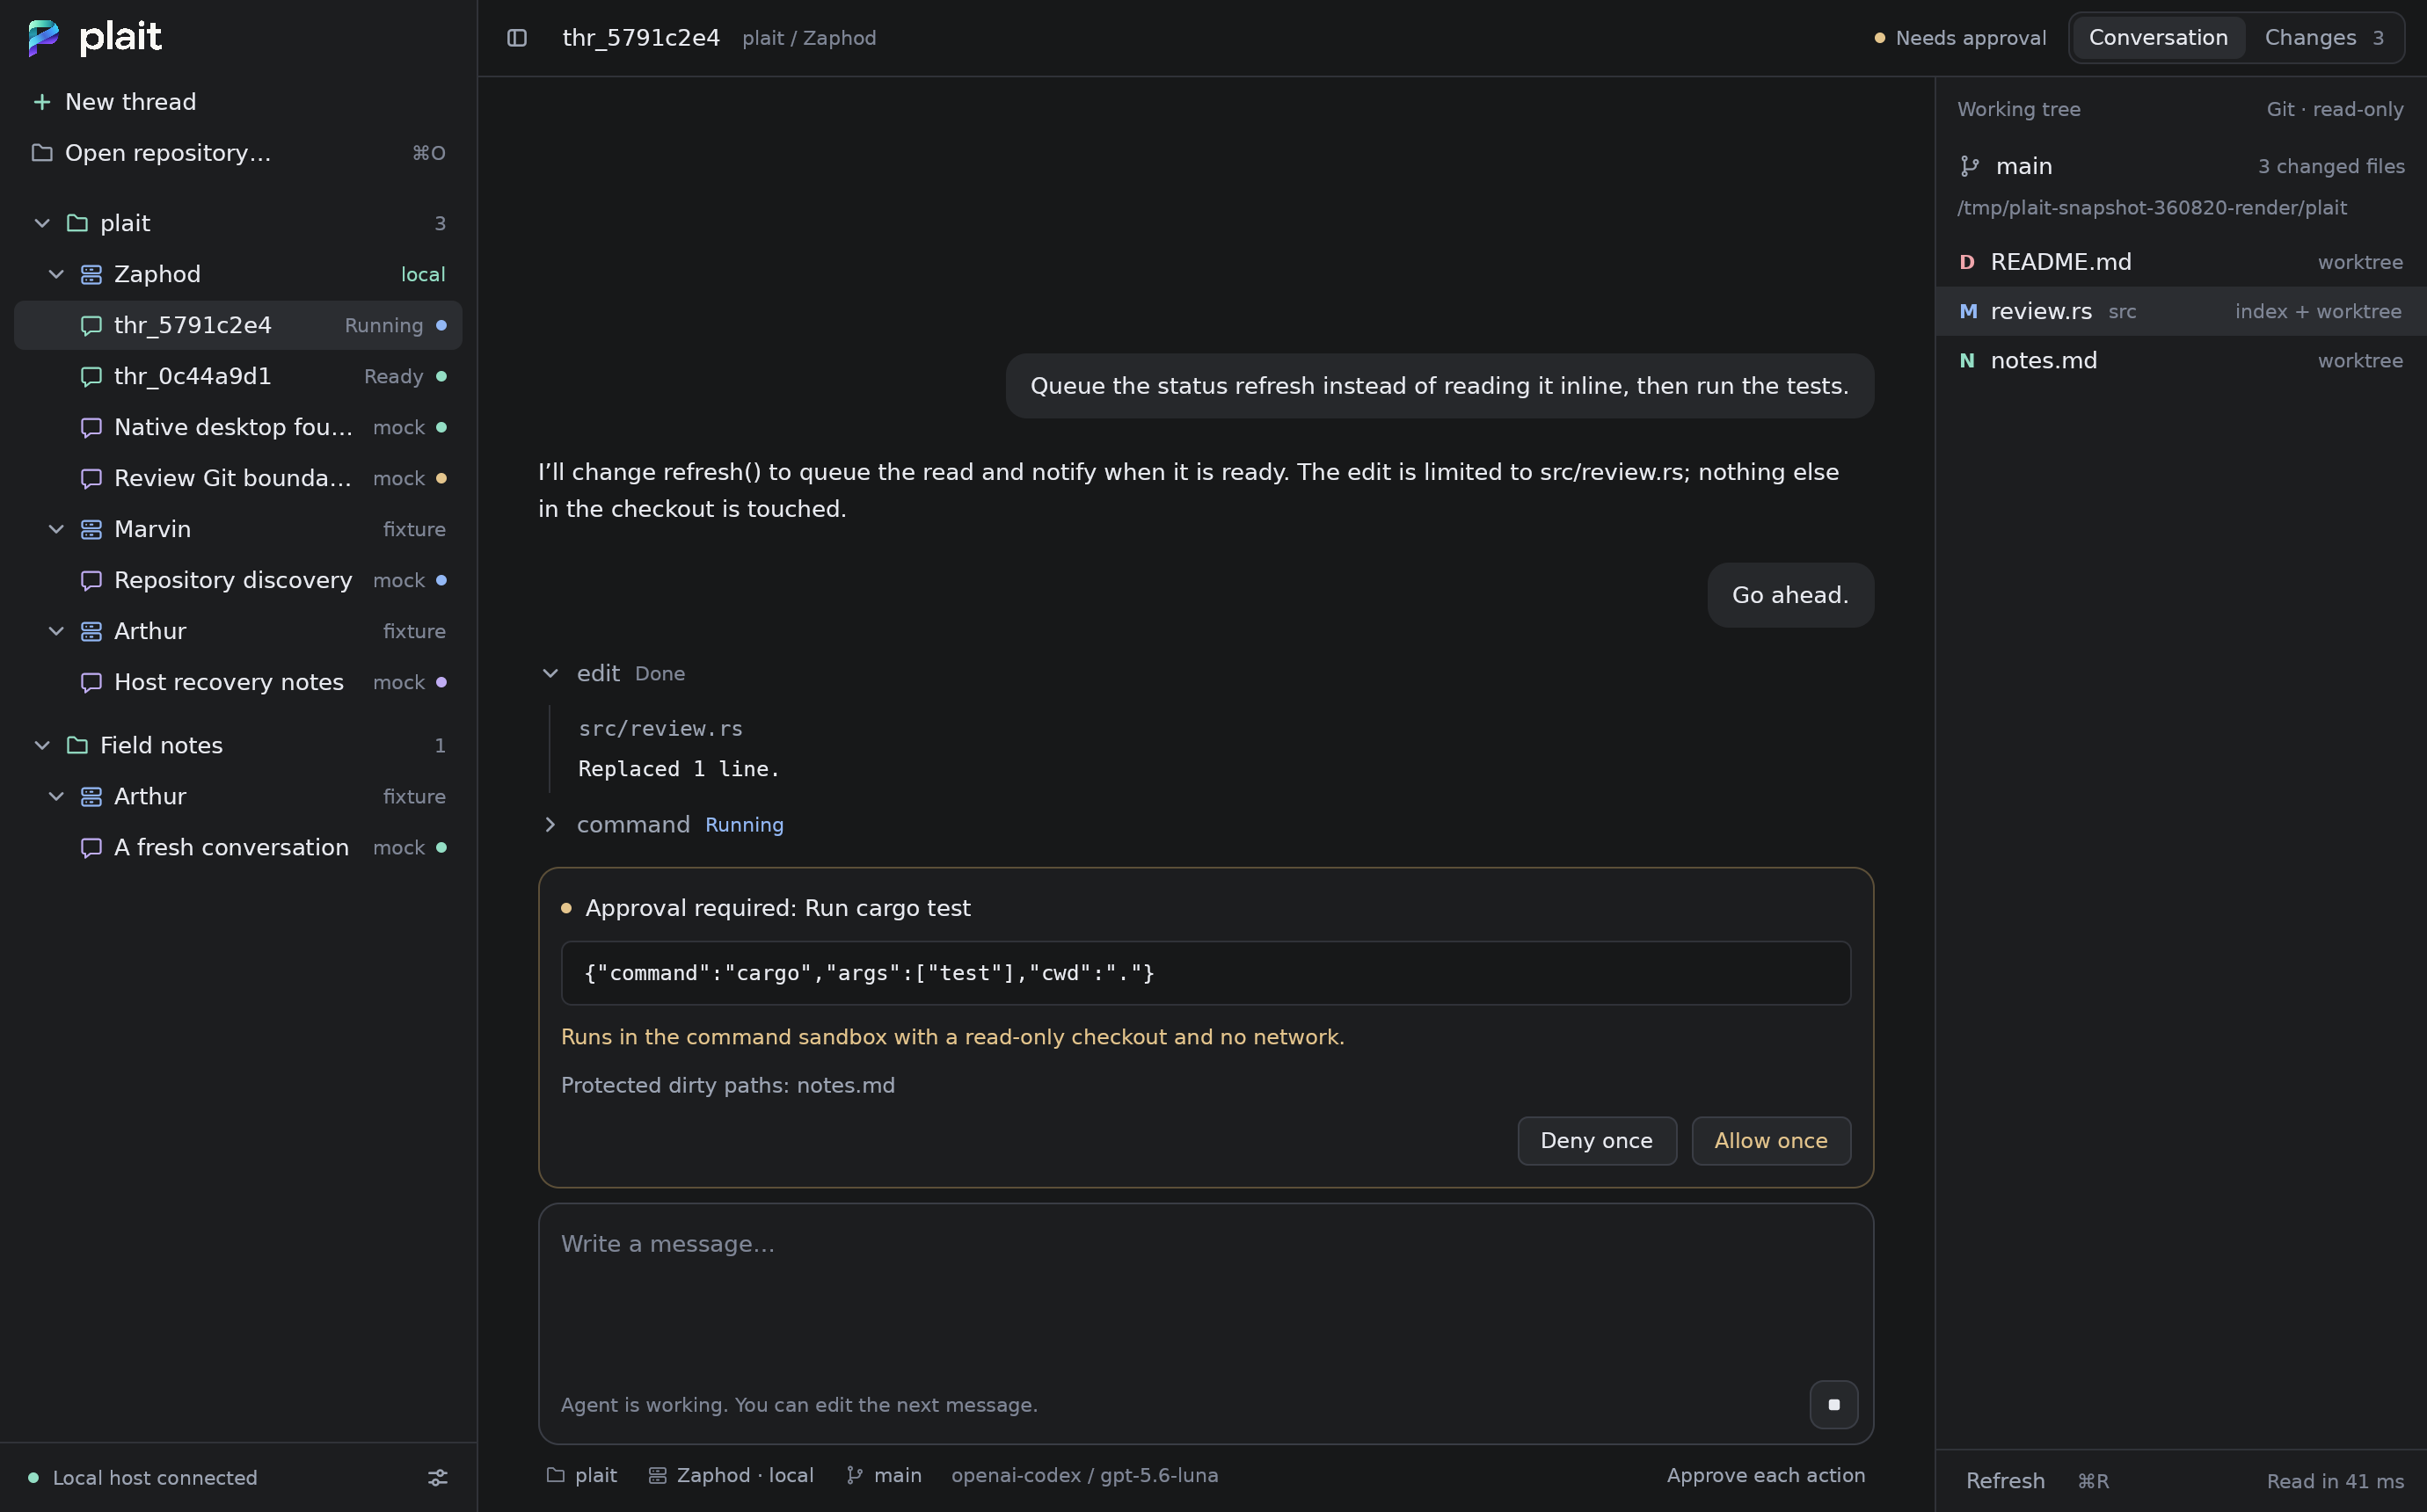 plait
New thread
Open repository… ⌘O
plait 3
Zaphod local
thr_5791c2e4 Running
thr_0c44a9d1 Ready
Native desktop fou… mock
Review Git bounda… mock
Marvin fixture
Repository discovery mock
Arthur fixture
Host recovery notes mock
Field notes 1
Arthur fixture
A fresh conversation mock
Local host connected
thr_5791c2e4 plait / Zaphod
Needs approval
Conversation
Changes 3
Queue the status refresh instead of reading it inline, then run the tests.
I’ll change refresh() to queue the read and notify when it is ready. The edit is limited to src/review.rs; nothing else
in the checkout is touched.
Go ahead.
edit Done
src/review.rs
Replaced 1 line.
command Running
Approval required: Run cargo test
{"command":"cargo","args":["test"],"cwd":"."}
Runs in the command sandbox with a read-only checkout and no network.
Protected dirty paths: notes.md
Deny once
Allow once
Write a message…
Agent is working. You can edit the next message.
plait Zaphod · local main openai-codex / gpt-5.6-luna Approve each action
Working tree Git · read-only
main 3 changed files
/tmp/plait-snapshot-360820-render/plait
D README.md worktree
M review.rs src index + worktree
N notes.md worktree
Refresh ⌘R Read in 41 ms